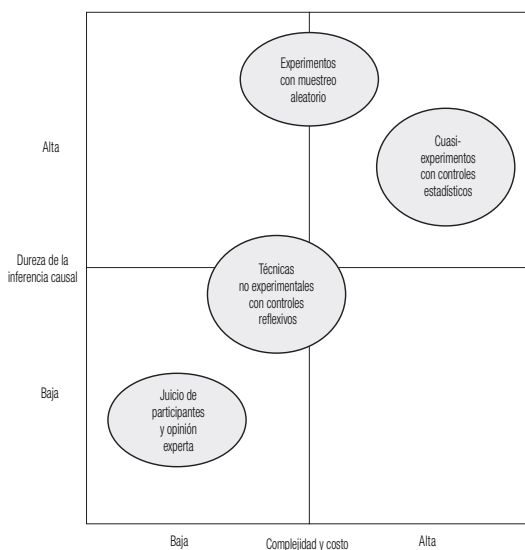 Experimentos
con muestreo
aleatorio
Alta
Cuasi-
experimentos
con controles
estadísticos
Dureza de la
inferencia causal
Técnicas
no experimentales
con controles
reflexivos
Baja
Juicio de
participantes
y opinión
experta
Baja
Complejidad y costo
Alta